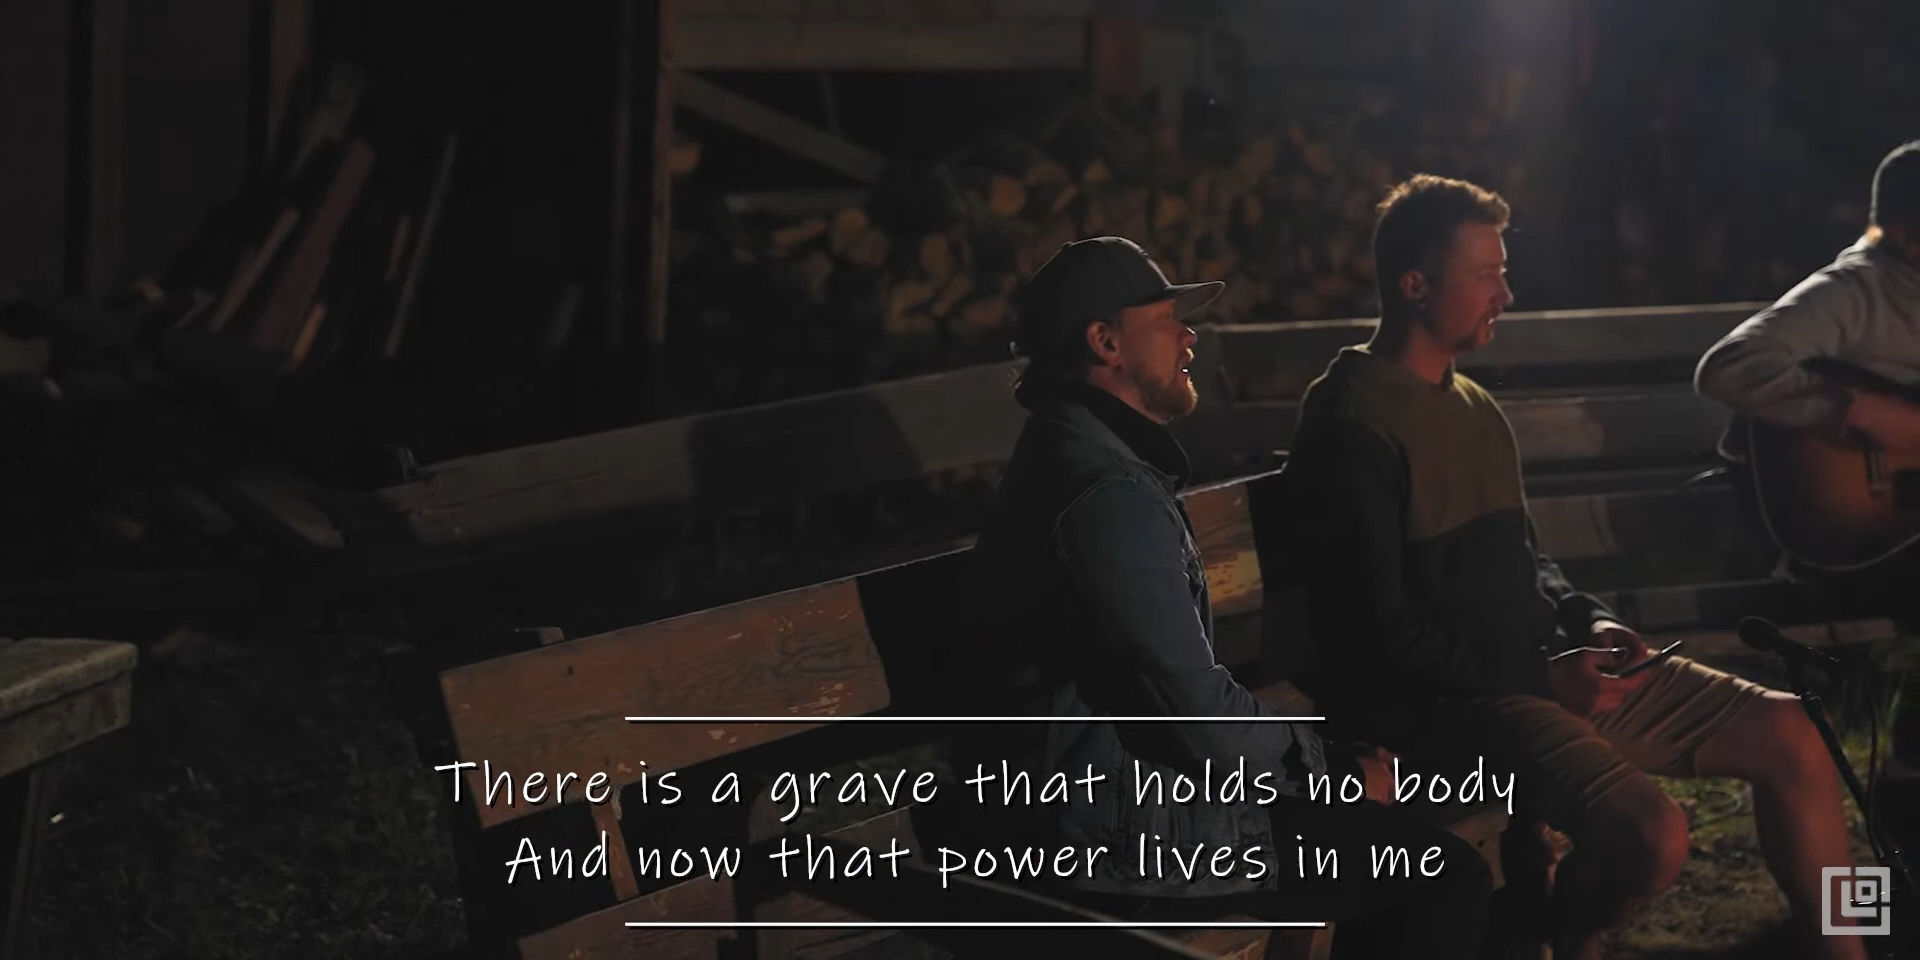 There is a grave that holds no body
And now that power lives in me